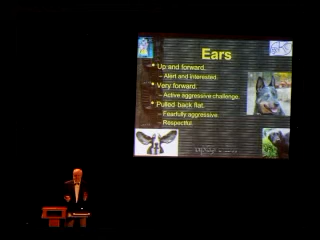 Ears
• Up and forward.
– Alert and interested.
• Very forward.
– Active aggressive challenge.
• Pulled back flat.
– Fearfully aggressive
– Respectful.